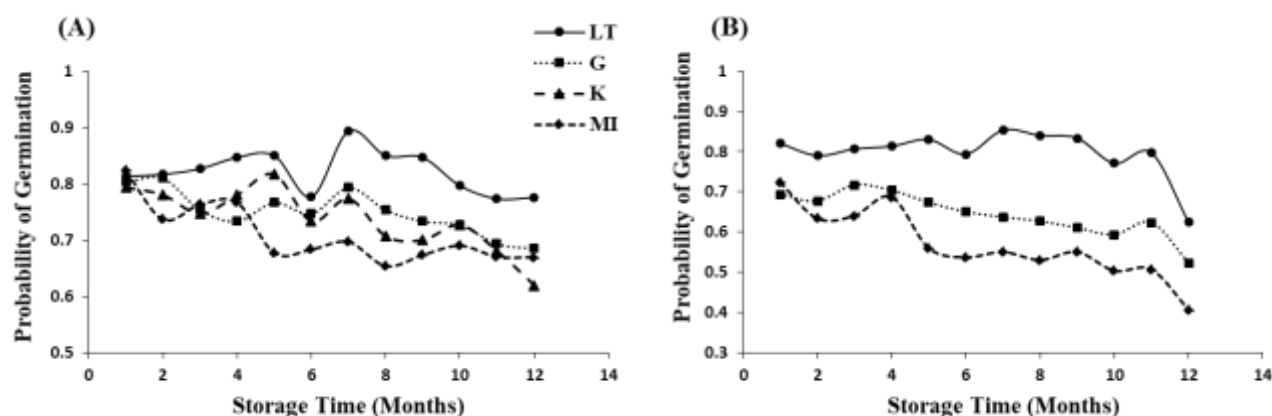 (A)
LT
G
K
MI
Probability of Germination
1
0.9
0.8
0.7
0.6
0.5
0 2 4 6 8 10 12 14
Storage Time (Months)
(B)
Probability of Germination
1
0.9
0.8
0.7
0.6
0.5
0.4
0.3
0 2 4 6 8 10 12 14
Storage Time (Months)